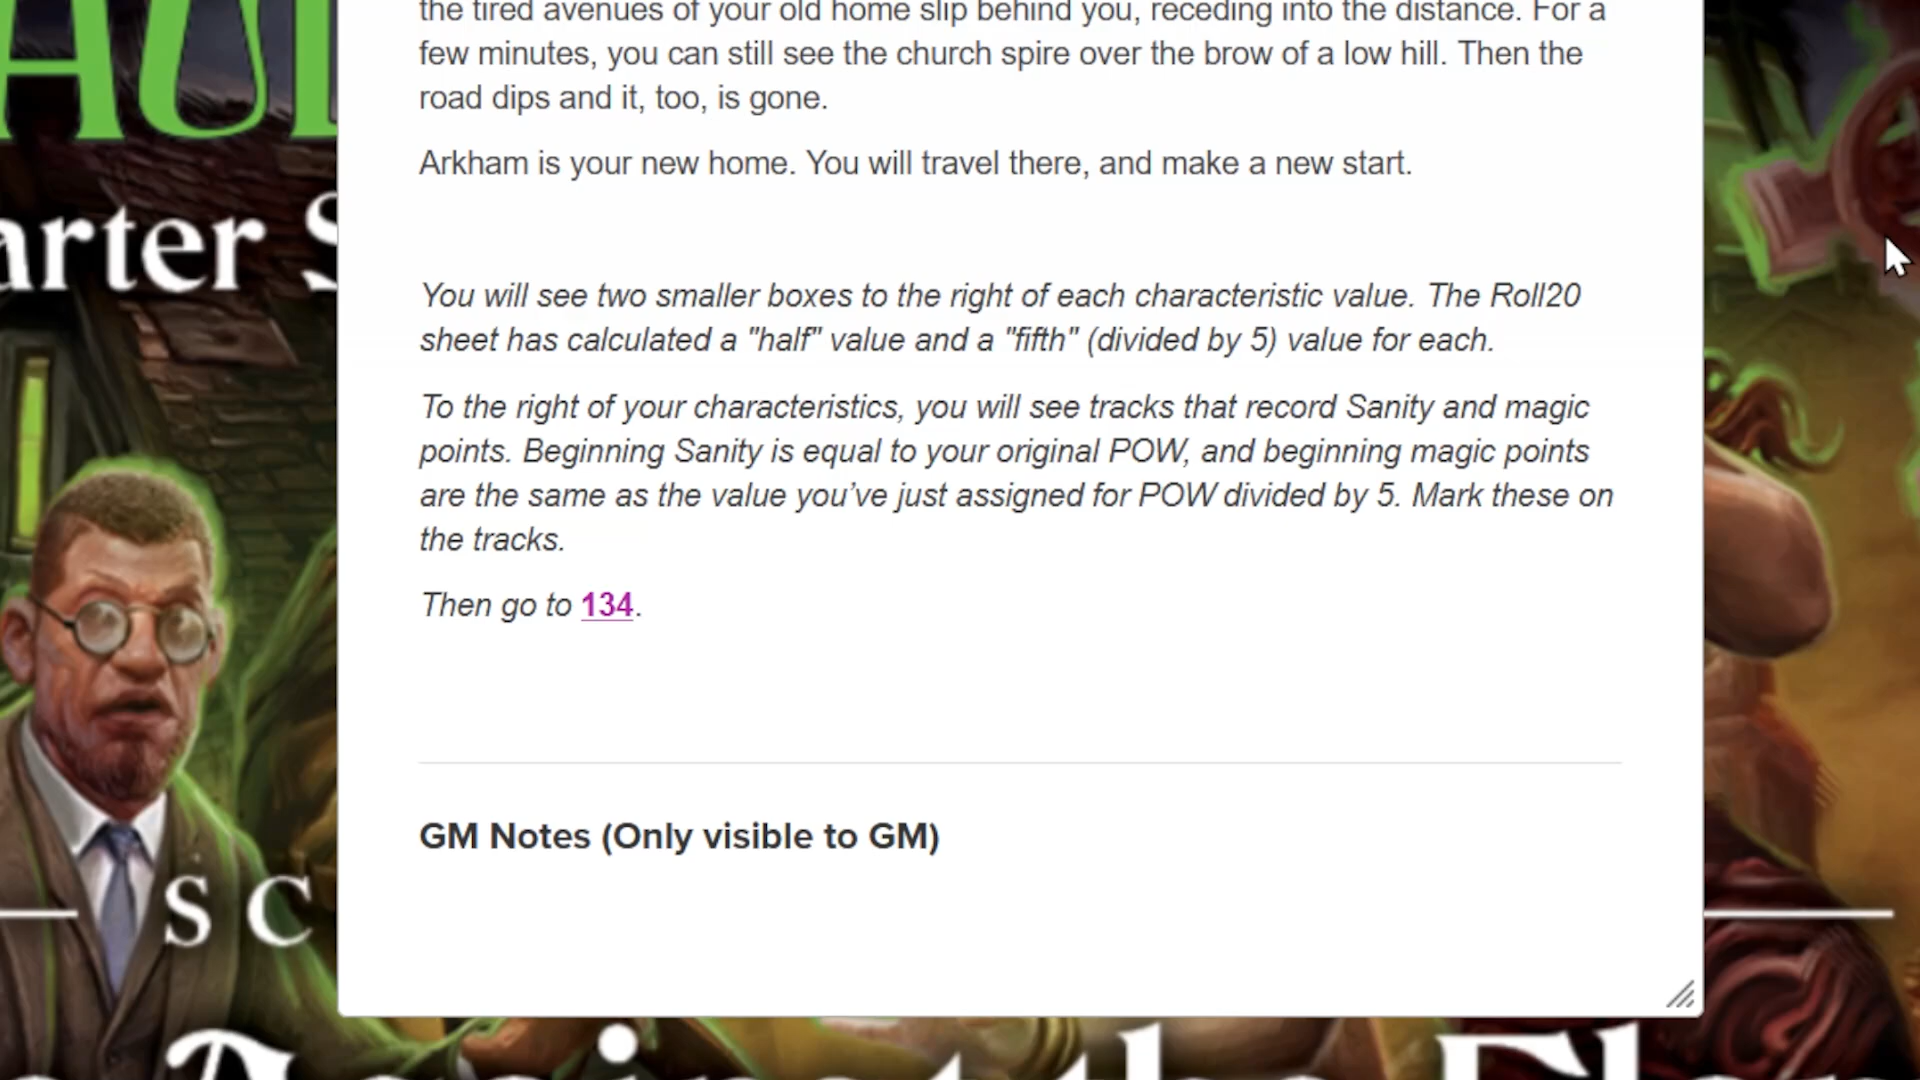 the tired avenues of your old home slip behind you, receding into the distance. For a
few minutes, you can still see the church spire over the brow of a low hill. Then the
road dips and it, too, is gone.
Arkham is your new home. You will travel there, and make a new start.
arter S
You will see two smaller boxes to the right of each characteristic value. The Roll20
sheet has calculated a "half" value and a "fifth" (divided by 5) value for each.
To the right of your characteristics, you will see tracks that record Sanity and magic
points. Beginning Sanity is equal to your original POW, and beginning magic points
are the same as the value you’ve just assigned for POW divided by 5. Mark these on
the tracks.
Then go to 134.
GM Notes (Only visible to GM)
S C